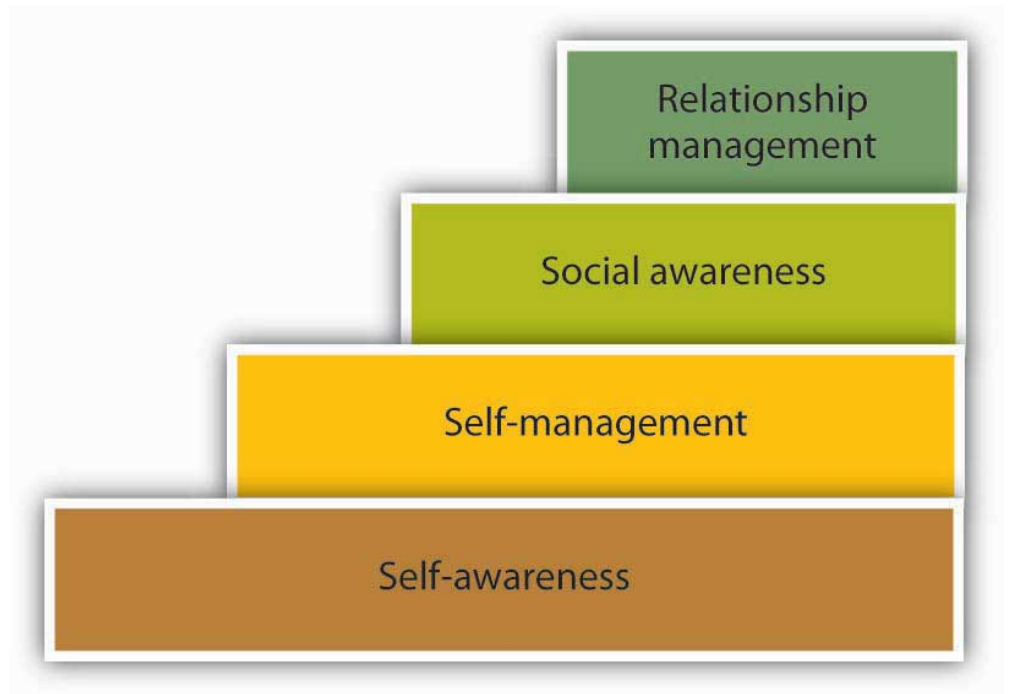 Relationship
management
Social awareness
Self-management
Self-awareness